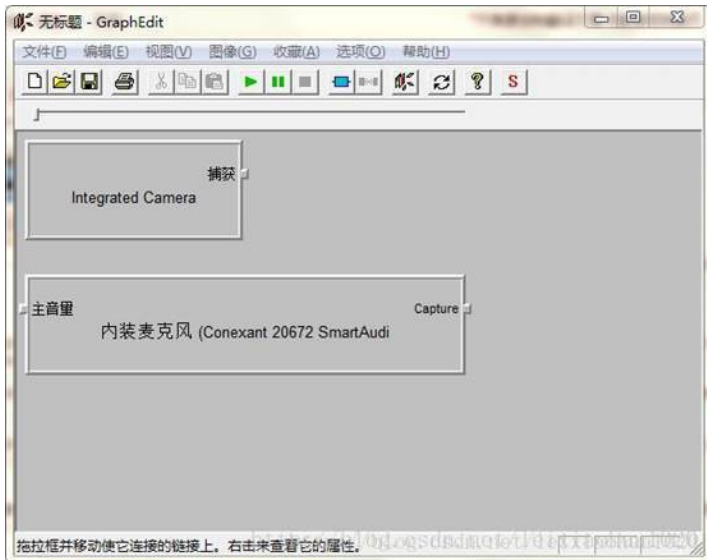 无标题 - GraphEdit
文件(F) 编辑(E) 视图(V) 图像(G) 收藏(A) 选项(O) 帮助(H)
S
捕获
Integrated Camera
主音量
Capture
内装麦克风 (Conexant 20672 SmartAudi
拖拉框并移动使它连接的链接上。右击来查看它的属性。